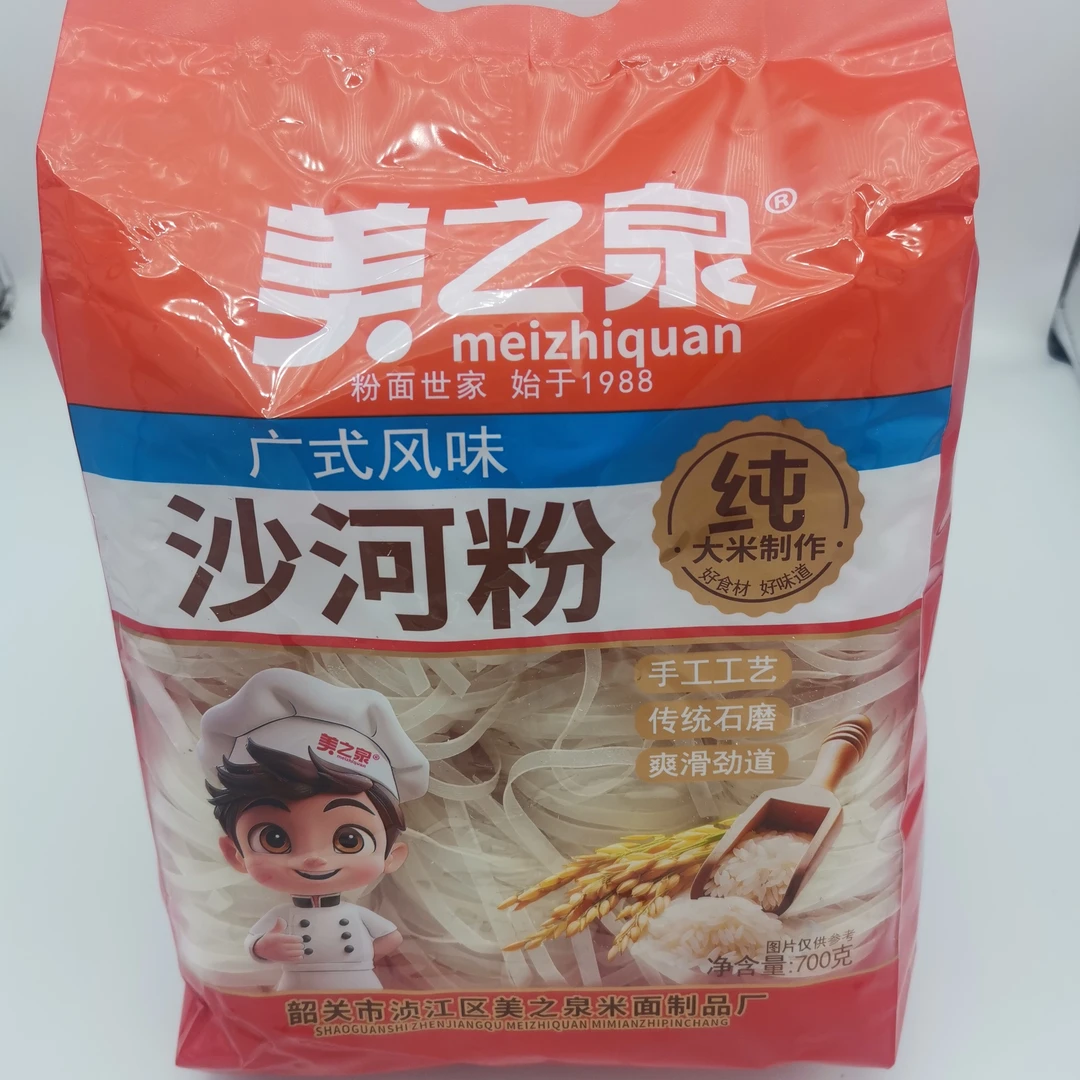 美之泉®
meizhiquan
粉面世家 始于1988
广式风味
沙河粉
纯
·大米制作·
好食材 好味道
手工工艺
传统石磨
爽滑劲道
美之泉®
meizhiquan
图片仅供参考
净含量:700克
韶关市浈江区美之泉米面制品厂
SHAOGUANSHI ZHENJIANGQU MEIZHIQUAN MIMIANZHIPINCHANG